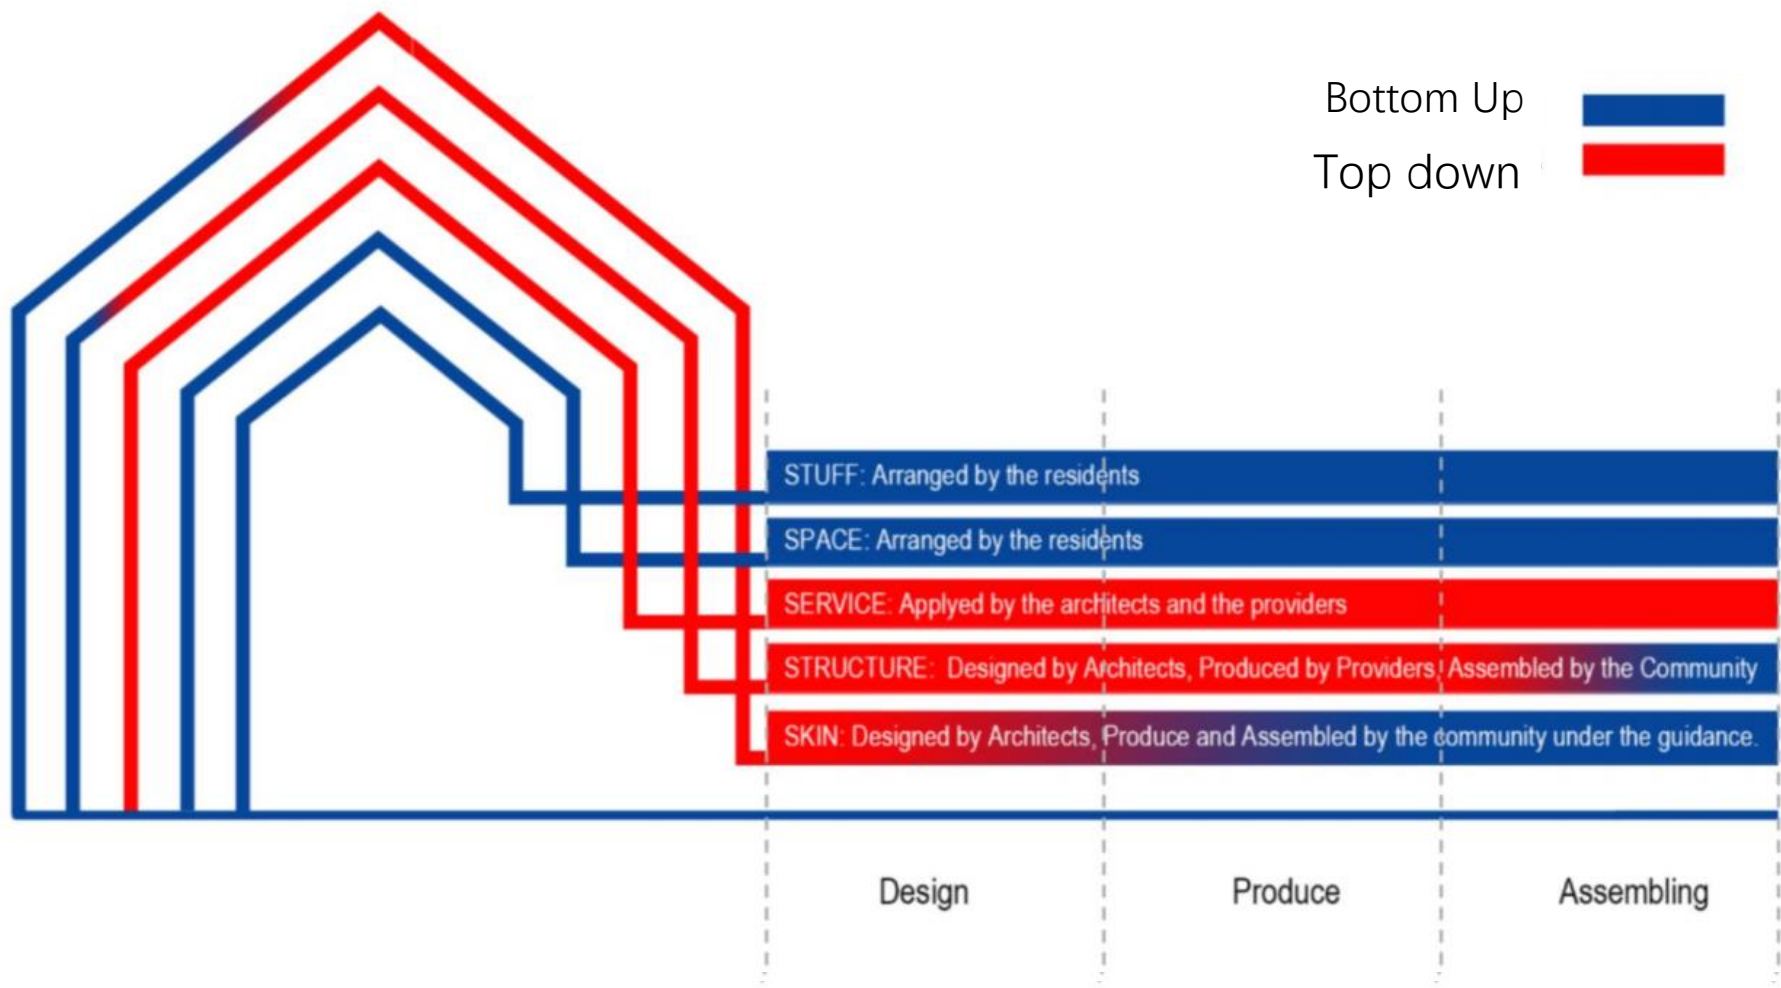 Bottom Up
Top down
STUFF: Arranged by the residents
SPACE: Arranged by the residents
SERVICE: Applyed by the architects and the providers
STRUCTURE: Designed by Architects, Produced by Providers, Assembled by the Community
SKIN: Designed by Architects, Produce and Assembled by the community under the guidance.
Design
Produce
Assembling